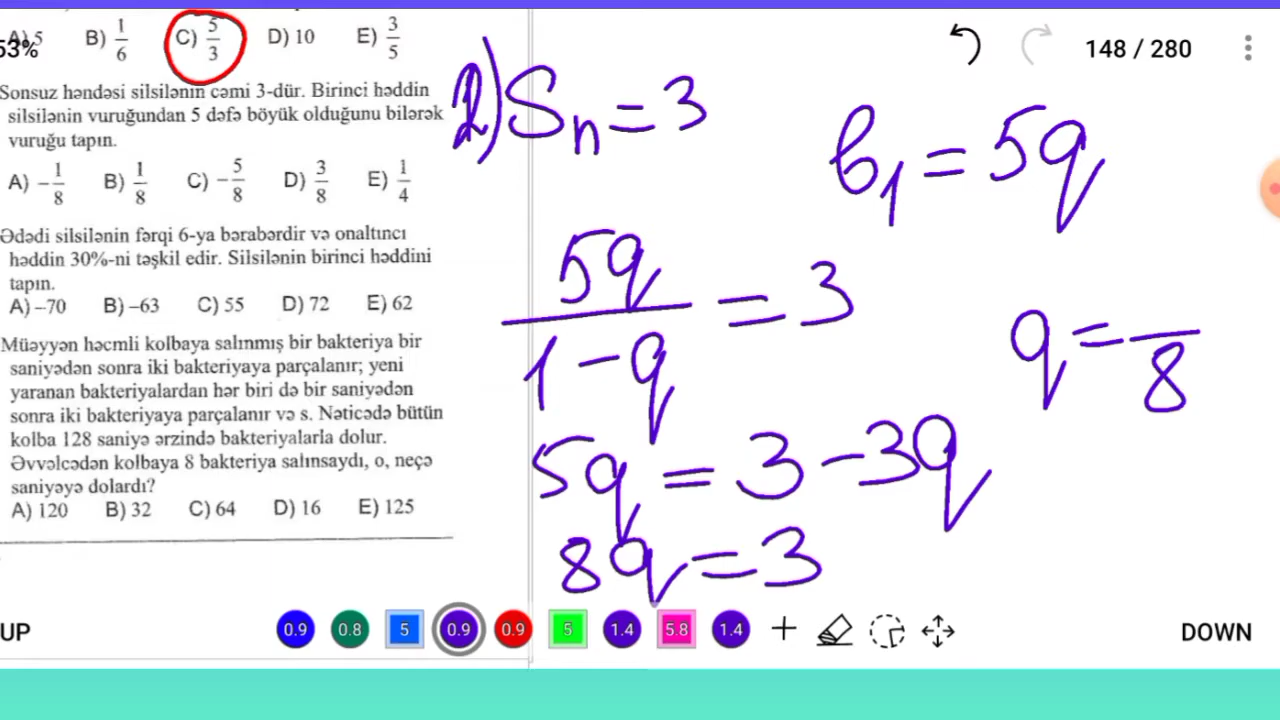 53%
A) 5 B) 1/6 C) 5/3 D) 10 E) 3/5
148 / 280
Sonsuz həndəsi silsilənin cəmi 3-dür. Birinci həddin
silsilənin vuruğundan 5 dəfə böyük olduğunu bilərək
vuruğu tapın.
A) -1/8 B) 1/8 C) -5/8 D) 3/8 E) 1/4
Ədədi silsilənin fərqi 6-ya bərabərdir və onaltıncı
həddin 30%-ni təşkil edir. Silsilənin birinci həddini
tapın.
A) -70 B) -63 C) 55 D) 72 E) 62
Müəyyən həcmli kolbaya salınmış bir bakteriya bir
saniyədən sonra iki bakteriyaya parçalanır; yeni
yaranan bakteriyalardan hər biri də bir saniyədən
sonra iki bakteriyaya parçalanır və s. Nəticədə bütün
kolba 128 saniyə ərzində bakteriyalarla dolur.
Əvvəlcədən kolbaya 8 bakteriya salınsaydı, o, neçə
saniyəyə dolardı?
A) 120 B) 32 C) 64 D) 16 E) 125
2) Sn = 3
b1 = 5q
5q / 1 - q = 3
q = /8
5q = 3 - 3q
8q = 3
UP 0.9 0.8 5 0.9 0.9 5 1.4 5.8 1.4 + DOWN